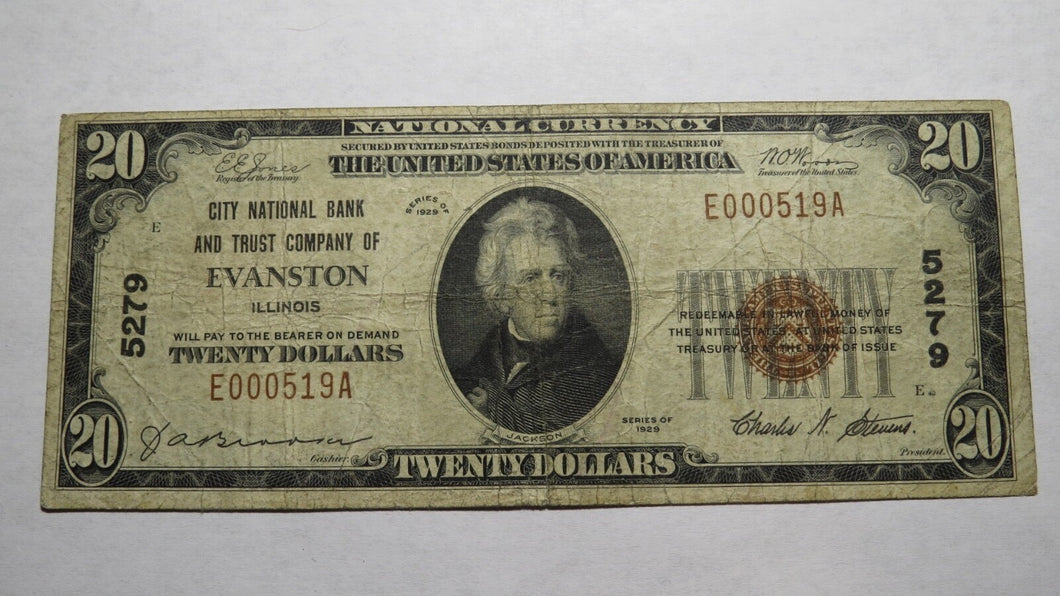 NATIONAL CURRENCY
SECURED BY UNITED STATES BONDS DEPOSITED WITH THE TREASURER OF
THE UNITED STATES OF AMERICA
20
20
E.E. Jones
Register of the Treasury
W.O. Woods
Treasurer of the United States
CITY NATIONAL BANK
AND TRUST COMPANY OF
EVANSTON
ILLINOIS
SERIES OF
1929
E000519A
E
5279
5279
WILL PAY TO THE BEARER ON DEMAND
TWENTY DOLLARS
E000519A
TWENTY
REDEEMABLE IN LAWFUL MONEY OF
THE UNITED STATES AT UNITED STATES
TREASURY OR AT THE BANK OF ISSUE
E
SERIES OF
1929
Charles N. Stevens.
Cashier
President
JACKSON
20
TWENTY DOLLARS
20